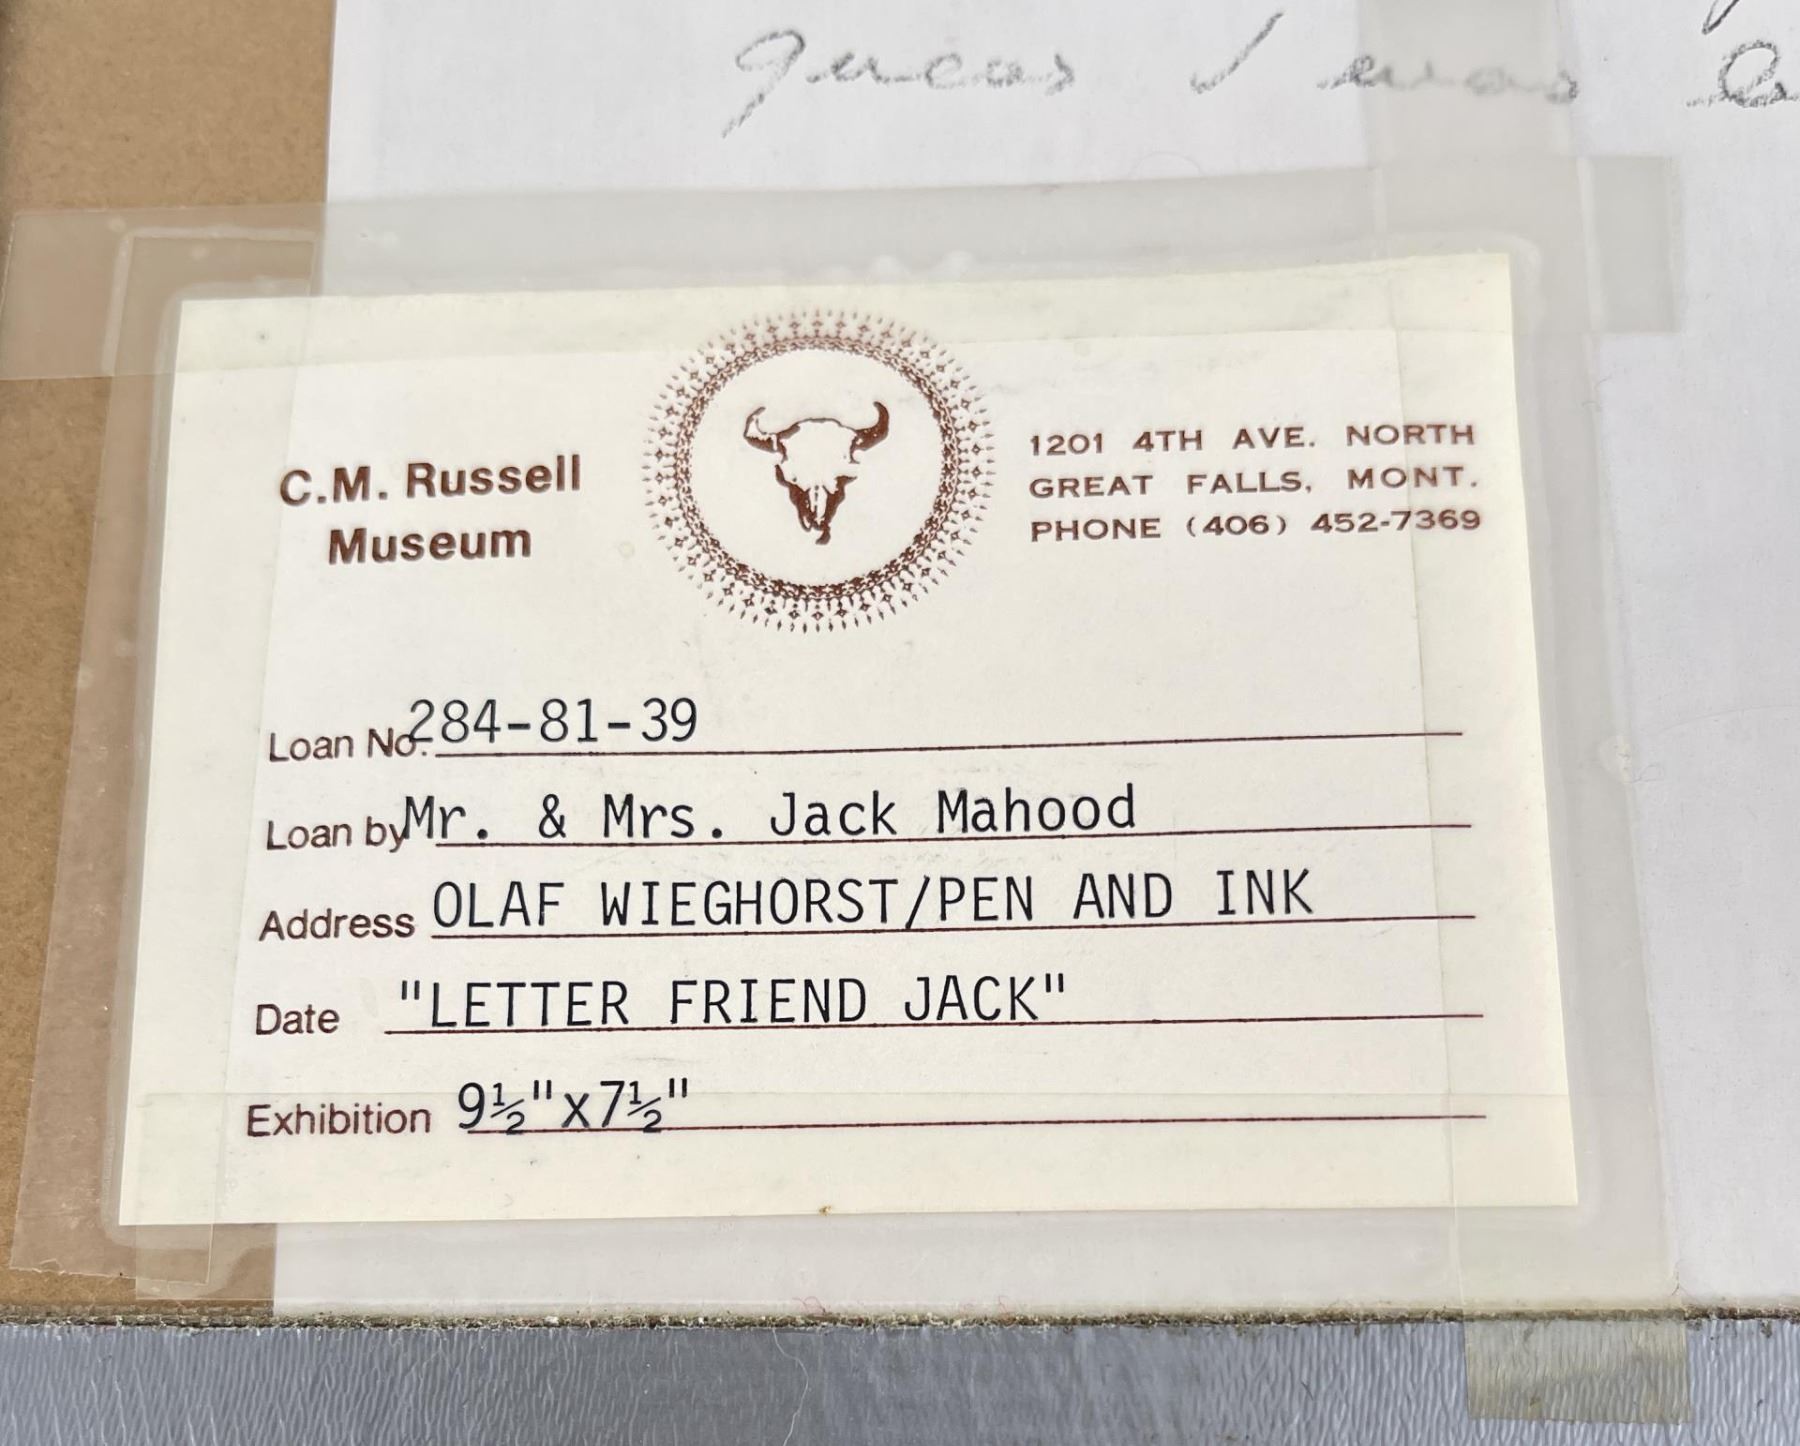 guess I was
C.M. Russell
Museum
1201 4TH AVE. NORTH
GREAT FALLS, MONT.
PHONE (406) 452-7369
Loan No. 284-81-39
Loan by Mr. & Mrs. Jack Mahood
Address OLAF WIEGHORST/PEN AND INK
Date "LETTER FRIEND JACK"
Exhibition 9½"x7½"